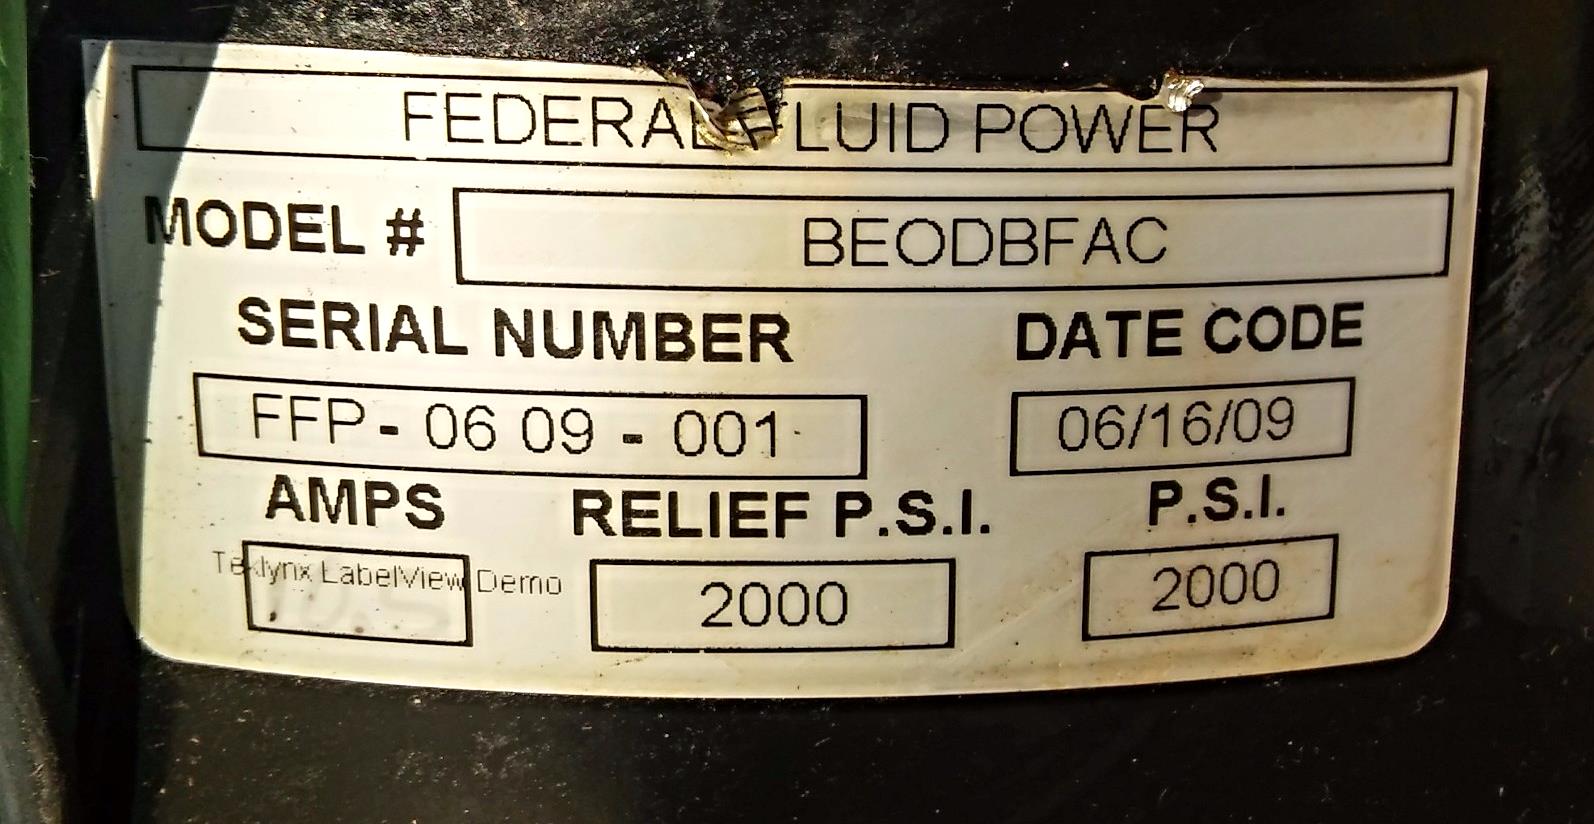 FEDERAL FLUID POWER
MODEL # BEODBFAC
SERIAL NUMBER DATE CODE
FFP - 06 09 - 001 06/16/09
AMPS RELIEF P.S.I. P.S.I.
Teklynx LabelView Demo 2000 2000